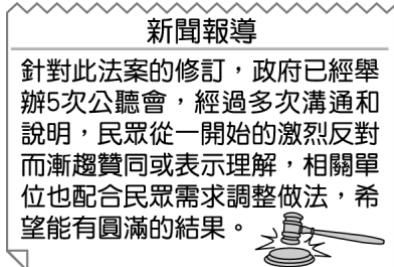 新聞報導
針對此法案的修訂，政府已經舉
辦5次公聽會，經過多次溝通和
說明，民眾從一開始的激烈反對
而漸趨贊同或表示理解，相關單
位也配合民眾需求調整做法，希
望能有圓滿的結果。